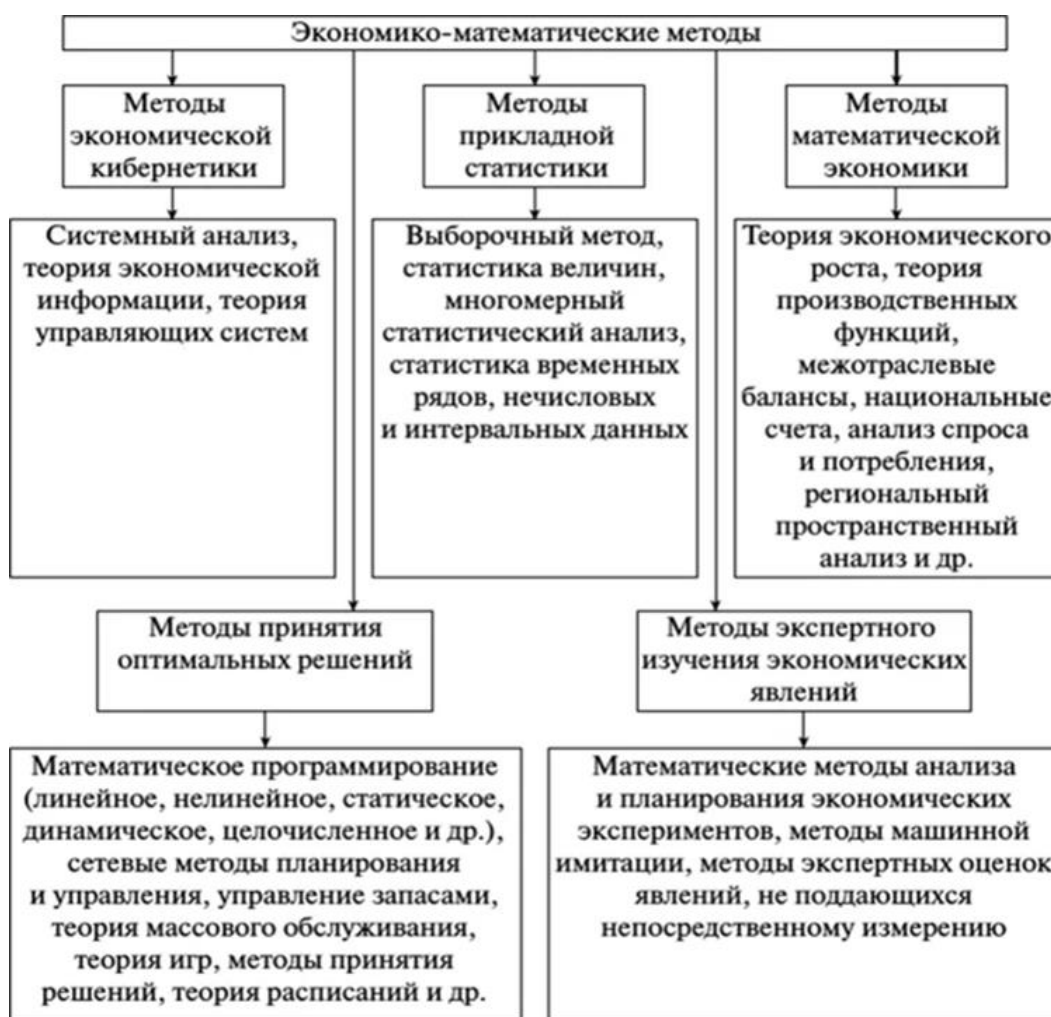 Экономико-математические методы
Методы
экономической
кибернетики
Системный анализ,
теория экономической
информации, теория
управляющих систем
Методы
прикладной
статистики
Выборочный метод,
статистика величин,
многомерный
статистический анализ,
статистика временных
рядов, нечисловых
и интервальных данных
Методы
математической
экономики
Теория экономического
роста, теория
производственных
функций,
межотраслевые
балансы, национальные
счета, анализ спроса
и потребления,
региональный
пространственный
анализ и др.
Методы принятия
оптимальных решений
Математическое программирование
(линейное, нелинейное, статическое,
динамическое, целочисленное и др.),
сетевые методы планирования
и управления, управление запасами,
теория массового обслуживания,
теория игр, методы принятия
решений, теория расписаний и др.
Методы экспертного
изучения экономических
явлений
Математические методы анализа
и планирования экономических
экспериментов, методы машинной
имитации, методы экспертных оценок
явлений, не поддающихся
непосредственному измерению